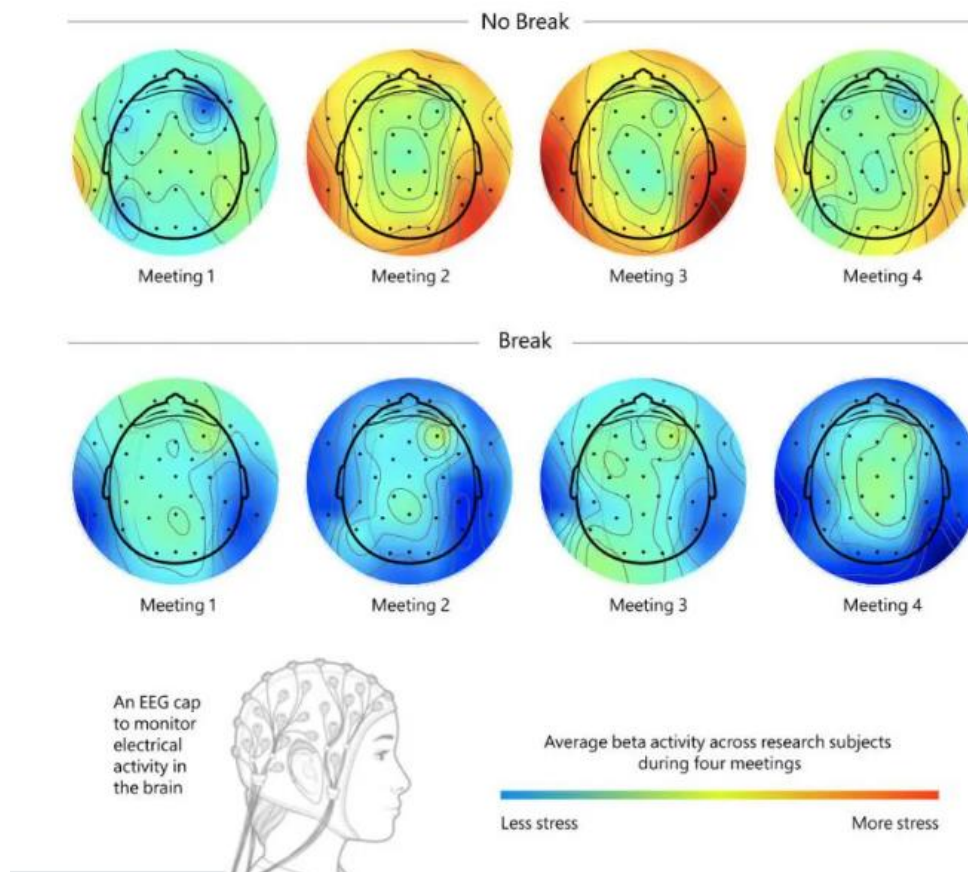 No Break
Meeting 1
Meeting 2
Meeting 3
Meeting 4
Break
Meeting 1
Meeting 2
Meeting 3
Meeting 4
An EEG cap
to monitor
electrical
activity in
the brain
Average beta activity across research subjects
during four meetings
Less stress
More stress